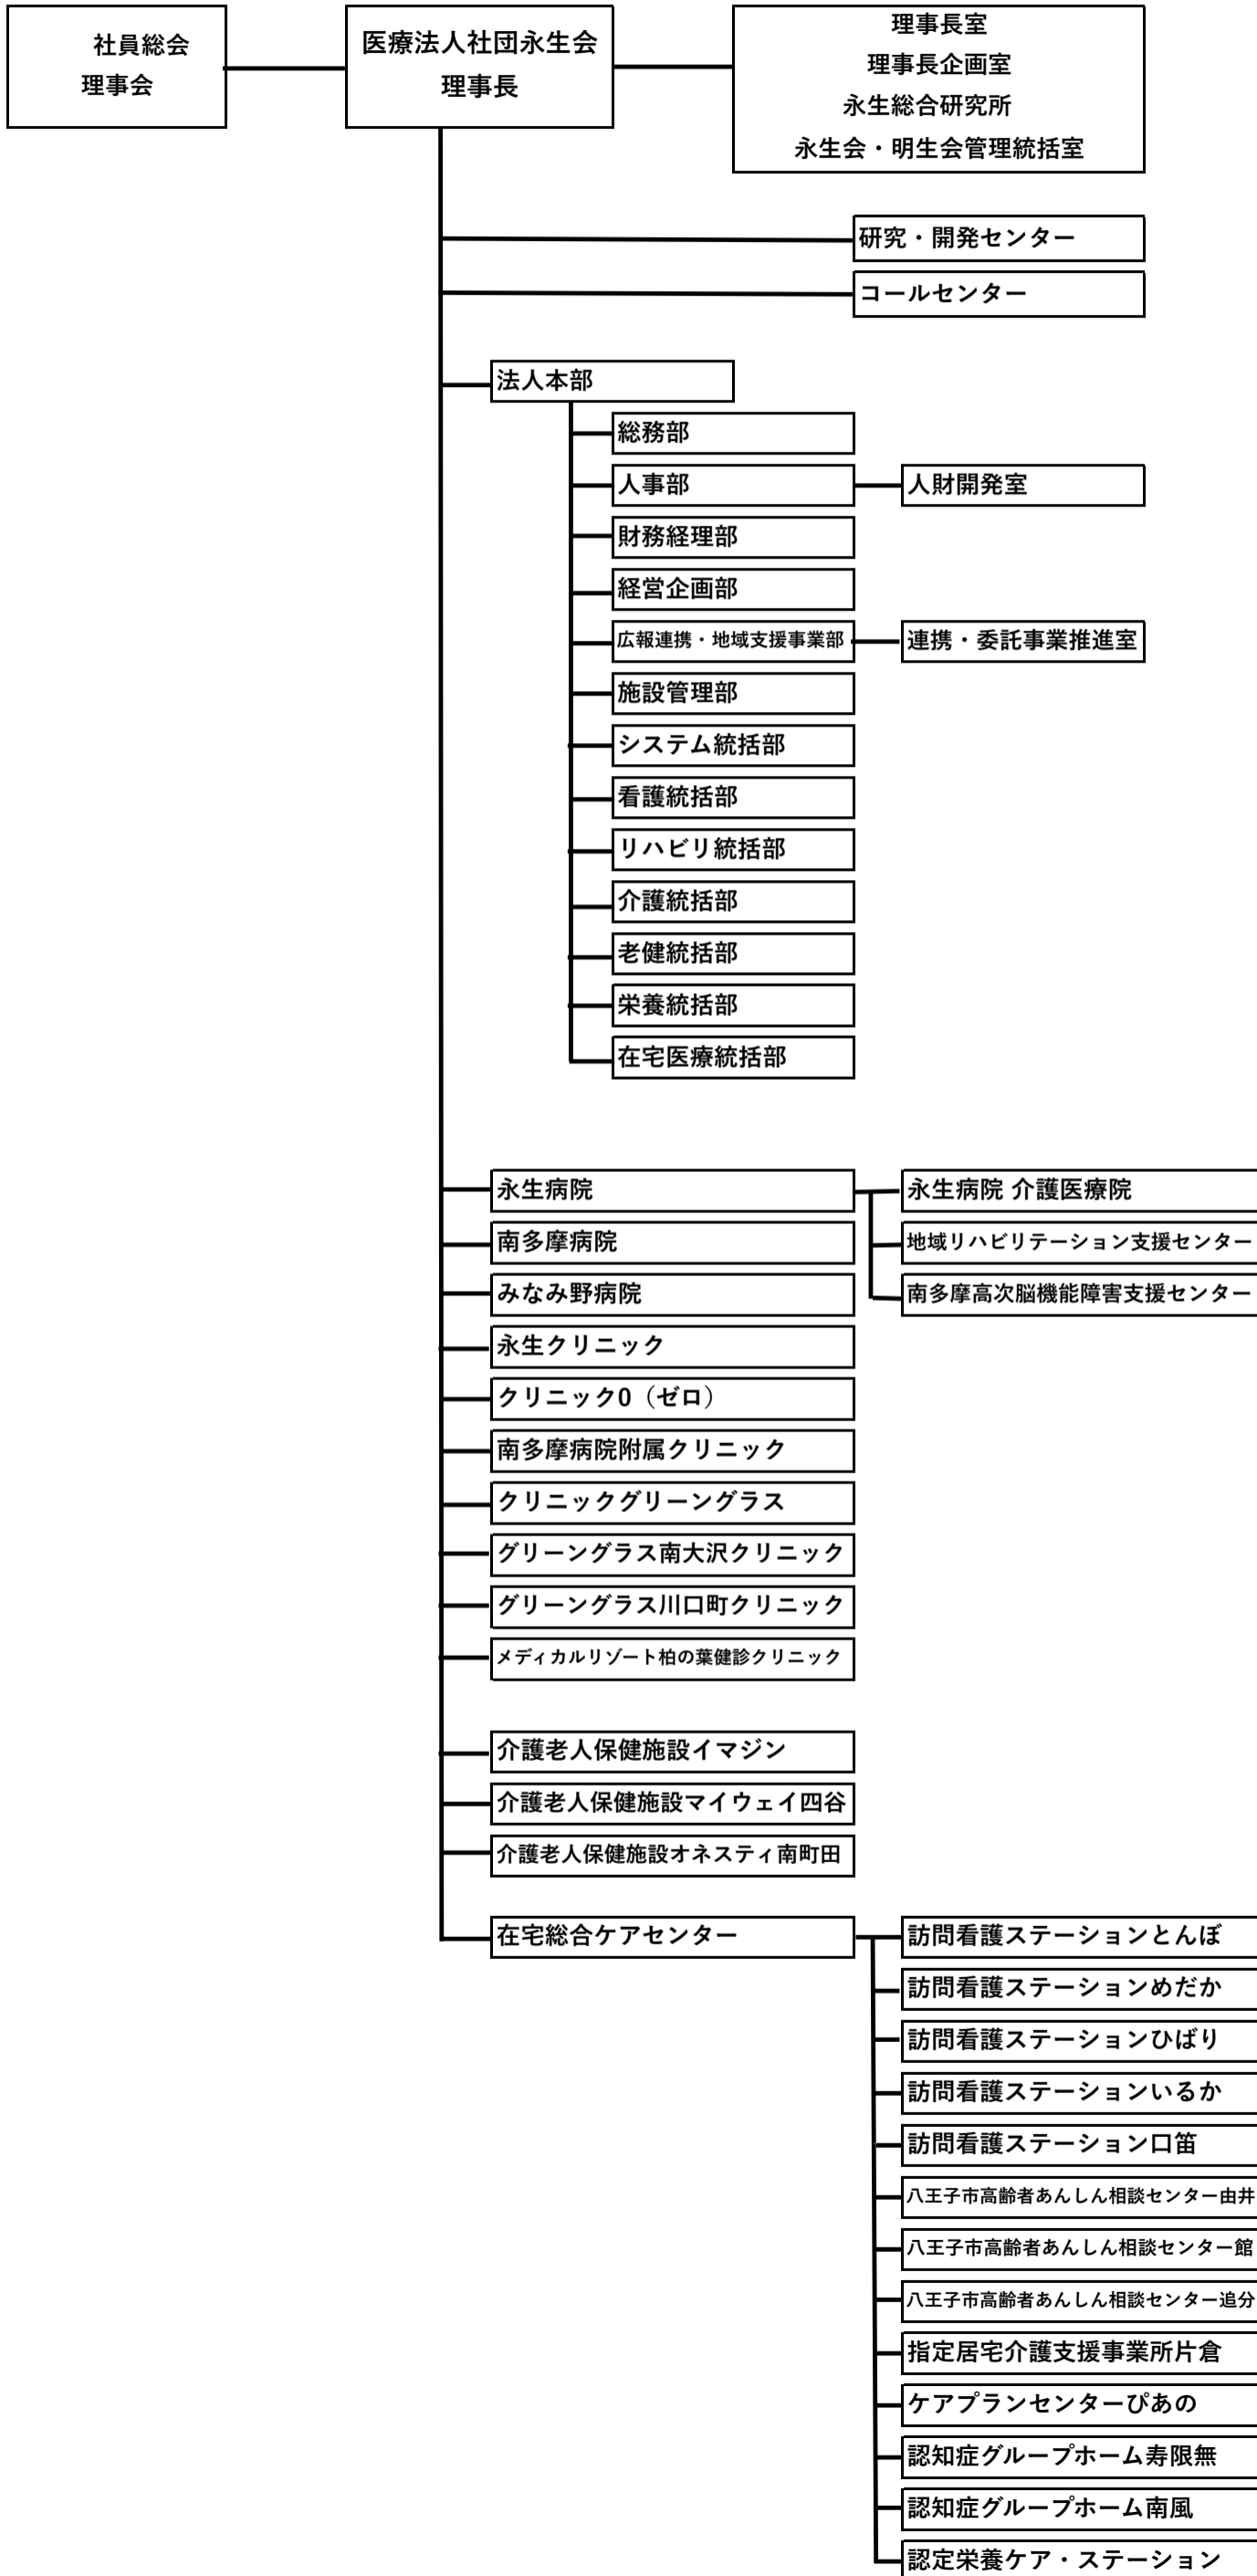 社員総会
理事会
医療法人社団永生会
理事長
理事長室
理事長企画室
永生総合研究所
永生会・明生会管理統括室
研究・開発センター
コールセンター
法人本部
総務部
人事部
人財開発室
財務経理部
経営企画部
広報連携・地域支援事業部
連携・委託事業推進室
施設管理部
システム統括部
看護統括部
リハビリ統括部
介護統括部
老健統括部
栄養統括部
在宅医療統括部
永生病院
永生病院 介護医療院
南多摩病院
地域リハビリテーション支援センター
みなみ野病院
南多摩高次脳機能障害支援センター
永生クリニック
クリニック0（ゼロ）
南多摩病院附属クリニック
クリニックグリーングラス
グリーングラス南大沢クリニック
グリーングラス川口町クリニック
メディカルリゾート柏の葉健診クリニック
介護老人保健施設イマジン
介護老人保健施設マイウェイ四谷
介護老人保健施設オネスティ南町田
在宅総合ケアセンター
訪問看護ステーションとんぼ
訪問看護ステーションめだか
訪問看護ステーションひばり
訪問看護ステーションいるか
訪問看護ステーション口笛
八王子市高齢者あんしん相談センター由井
八王子市高齢者あんしん相談センター館
八王子市高齢者あんしん相談センター追分
指定居宅介護支援事業所片倉
ケアプランセンターぴあの
認知症グループホーム寿限無
認知症グループホーム南風
認定栄養ケア・ステーション